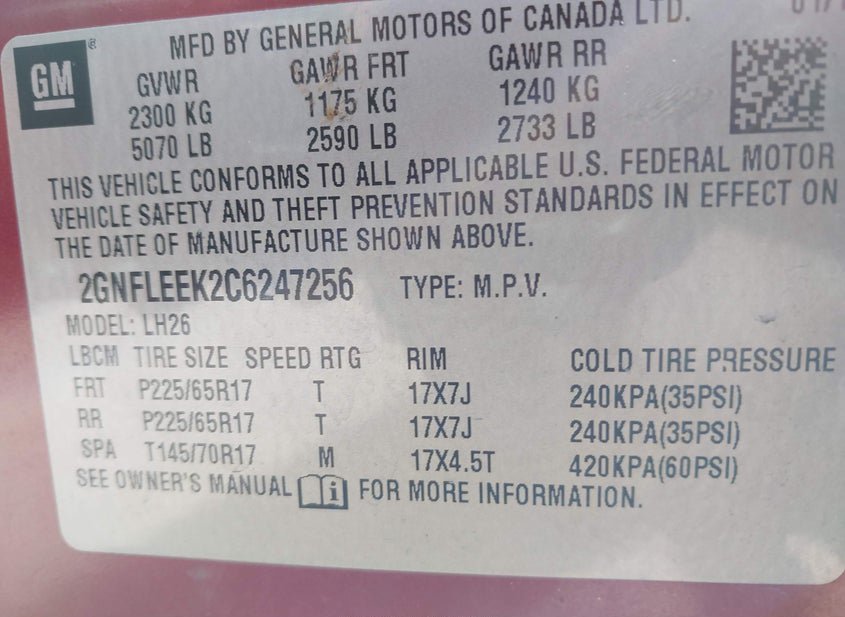 MFD BY GENERAL MOTORS OF CANADA LTD.
GM ®
GVWR GAWR FRT GAWR RR
2300 KG 1175 KG 1240 KG
5070 LB 2590 LB 2733 LB
THIS VEHICLE CONFORMS TO ALL APPLICABLE U.S. FEDERAL MOTOR
VEHICLE SAFETY AND THEFT PREVENTION STANDARDS IN EFFECT ON
THE DATE OF MANUFACTURE SHOWN ABOVE.
2GNFLEEK2C6247256 TYPE: M.P.V.
MODEL: LH26
LBCM TIRE SIZE SPEED RTG RIM COLD TIRE PRESSURE
FRT P225/65R17 T 17X7J 240KPA(35PSI)
RR P225/65R17 T 17X7J 240KPA(35PSI)
SPA T145/70R17 M 17X4.5T 420KPA(60PSI)
SEE OWNER'S MANUAL i FOR MORE INFORMATION.